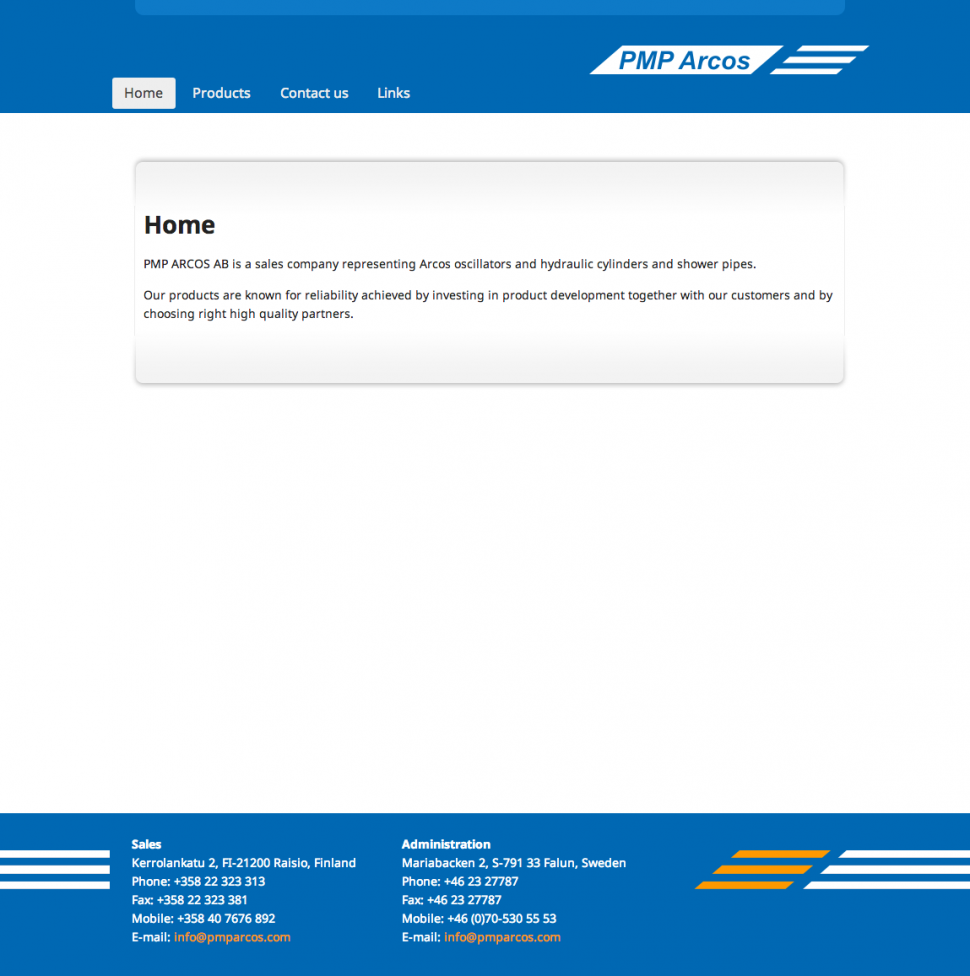 PMP Arcos
Home
Products
Contact us
Links
Home
PMP ARCOS AB is a sales company representing Arcos oscillators and hydraulic cylinders and shower pipes.
Our products are known for reliability achieved by investing in product development together with our customers and by
choosing right high quality partners.
Sales
Kerrolankatu 2, FI-21200 Raisio, Finland
Phone: +358 22 323 313
Fax: +358 22 323 381
Mobile: +358 40 7676 892
E-mail: info@pmparcos.com
Administration
Mariabacken 2, S-791 33 Falun, Sweden
Phone: +46 23 27787
Fax: +46 23 27787
Mobile: +46 (0)70-530 55 53
E-mail: info@pmparcos.com